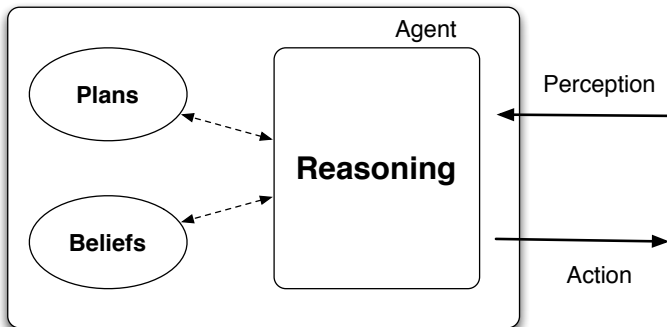 Agent
Plans
Perception
Reasoning
Beliefs
Action